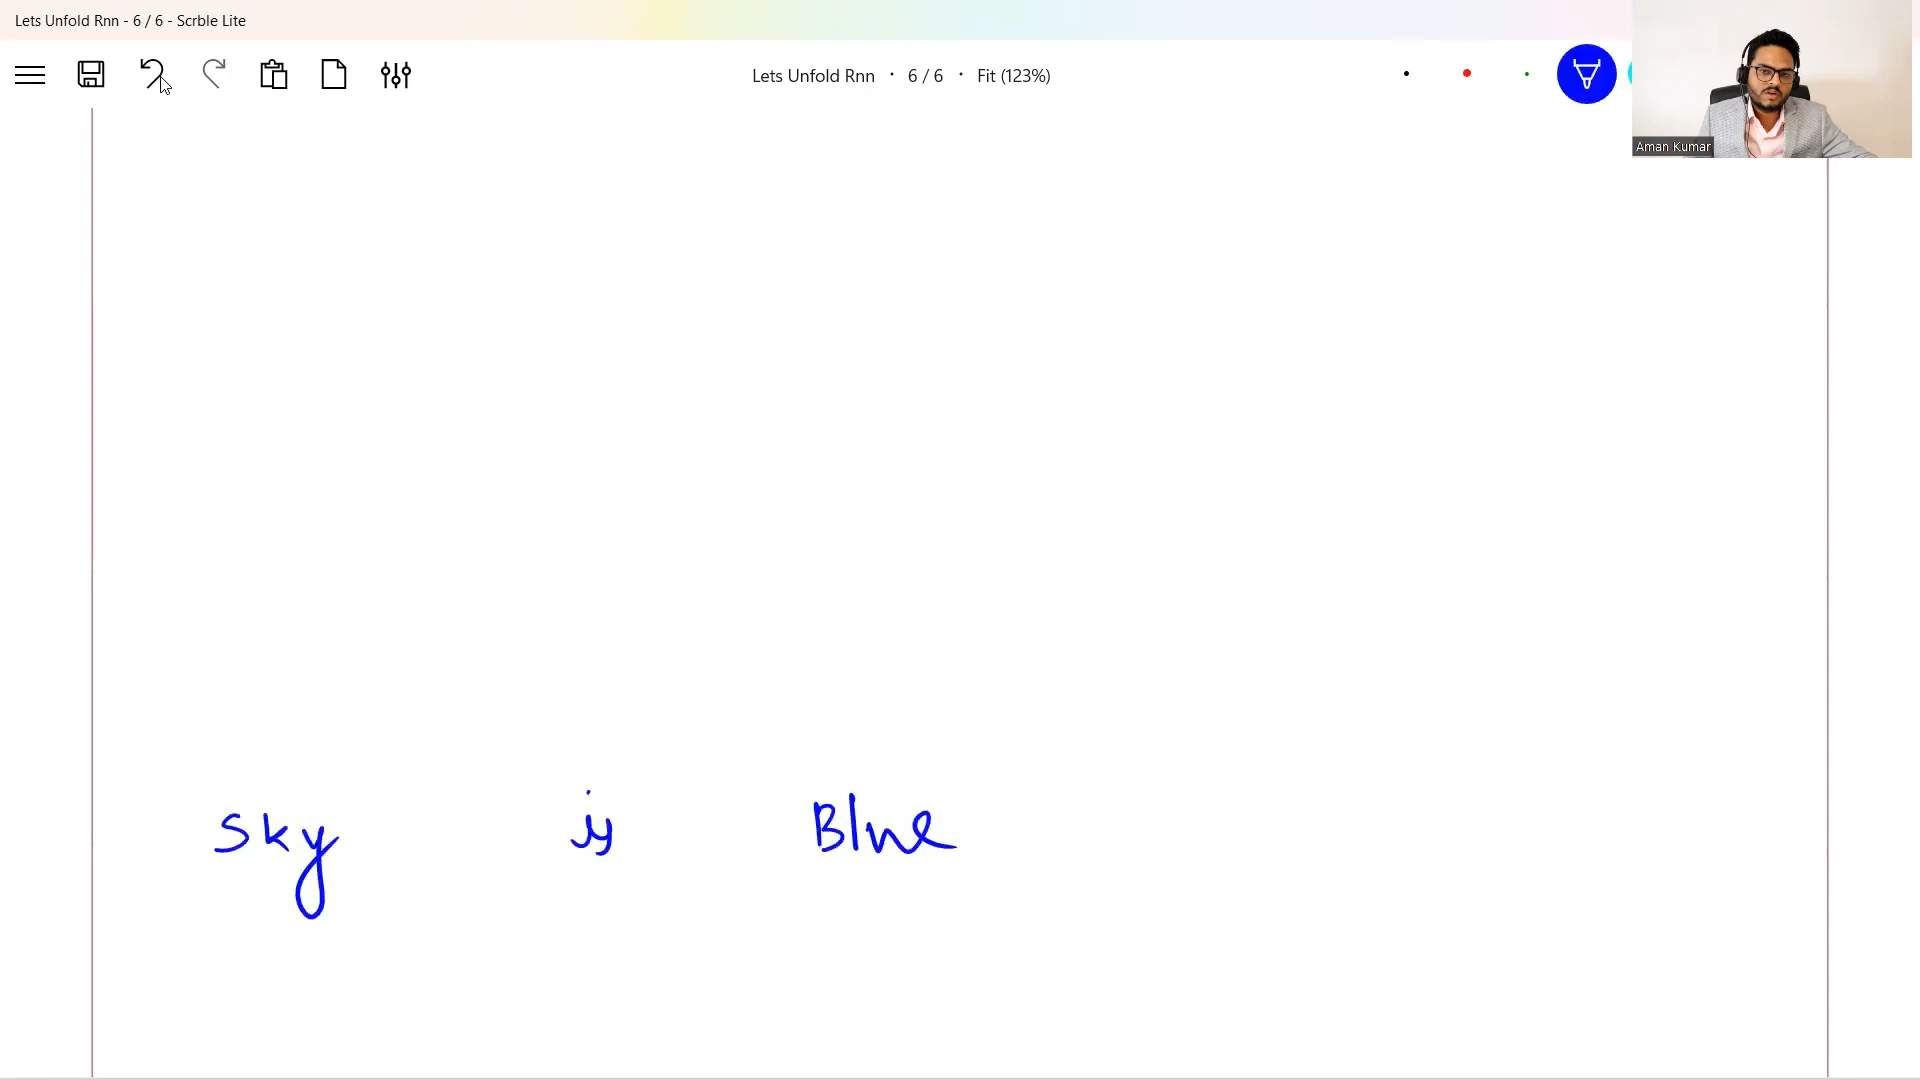 Lets Unfold Rnn - 6 / 6 - Scrble Lite
Lets Unfold Rnn • 6 / 6 • Fit (123%)
Aman Kumar
Sky is Blue